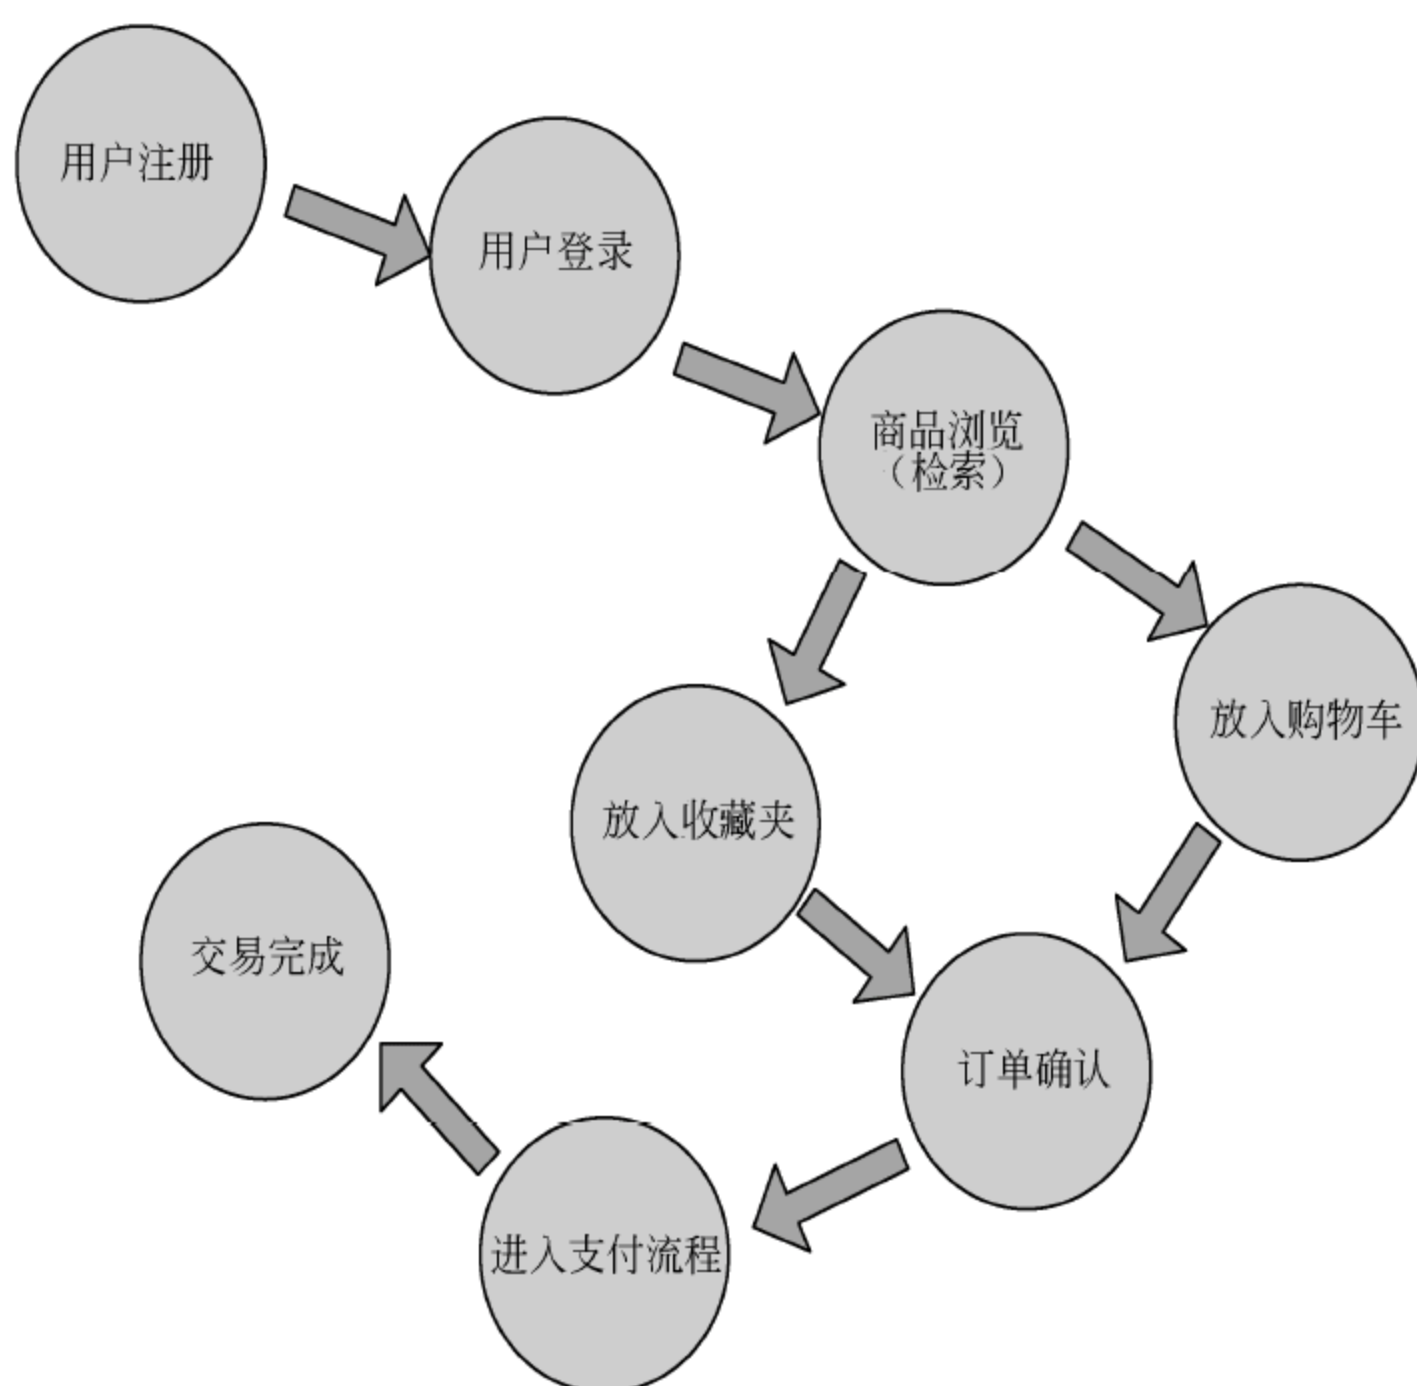 用户注册
用户登录
商品浏览
（检索）
放入购物车
放入收藏夹
交易完成
订单确认
进入支付流程